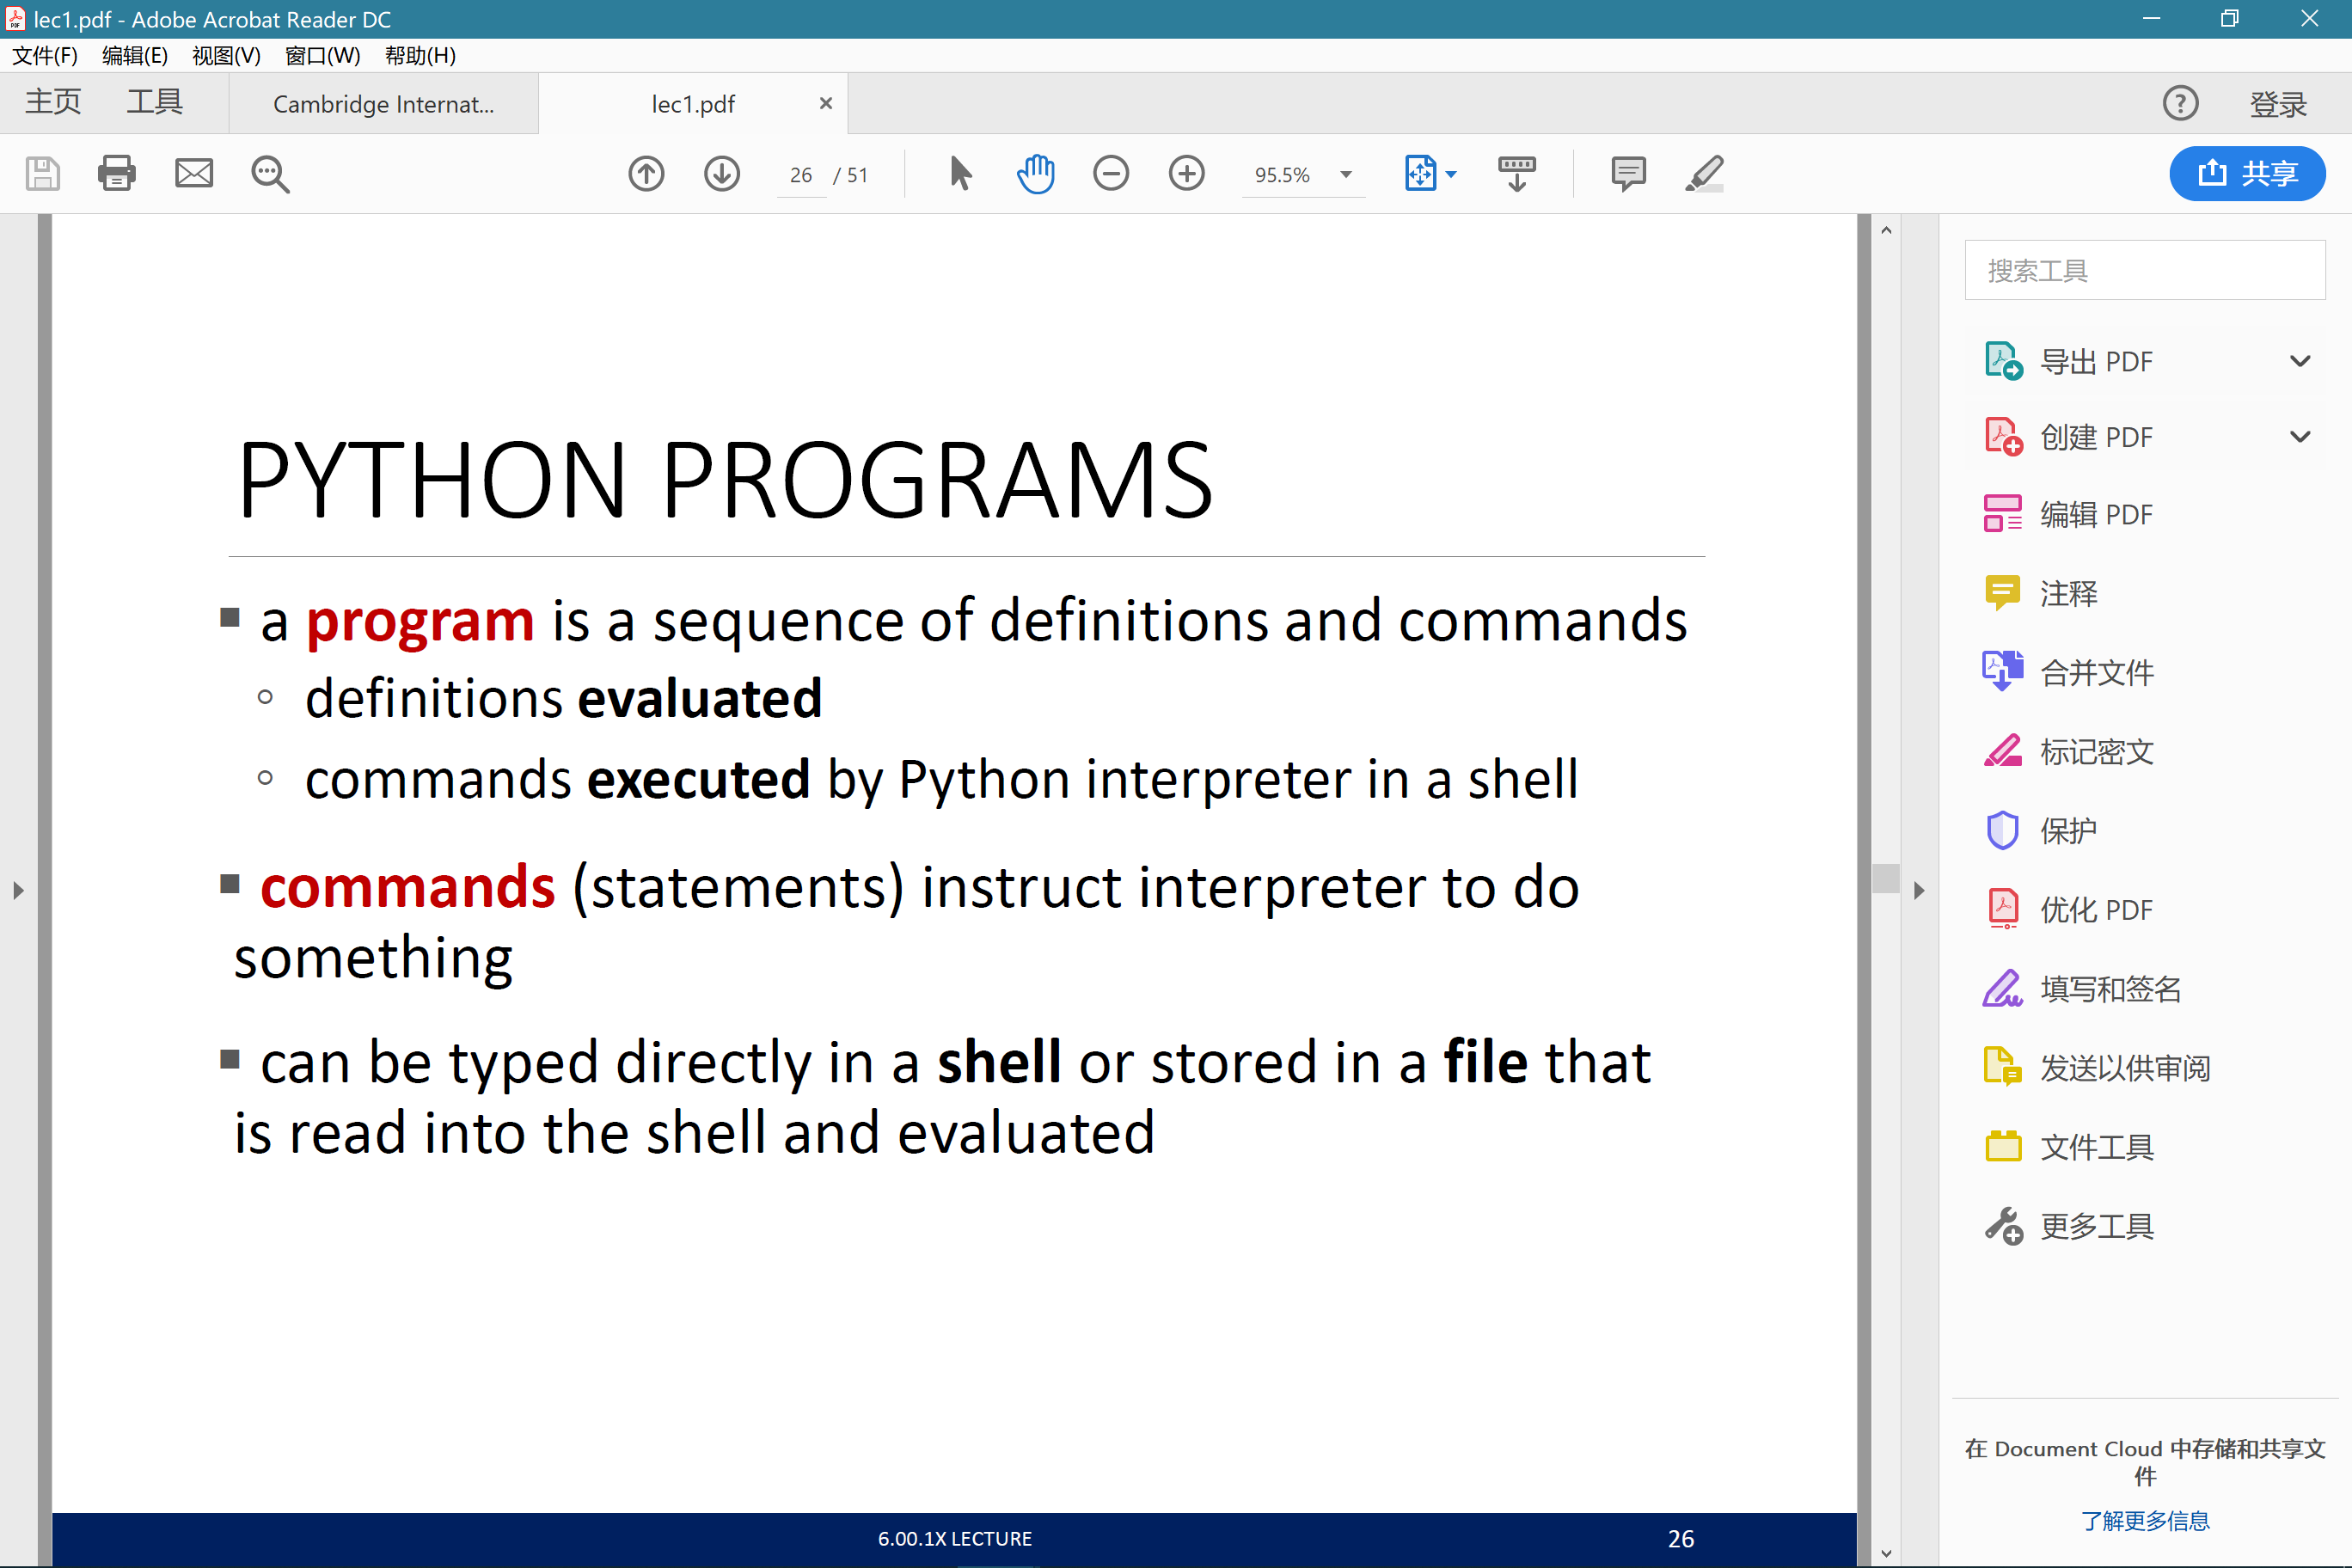 lec1.pdf - Adobe Acrobat Reader DC
文件(F) 编辑(E) 视图(V) 窗口(W) 帮助(H)
主页 工具 Cambridge Internat... lec1.pdf × ? 登录
26 / 51 95.5% 共享
PYTHON PROGRAMS
a program is a sequence of definitions and commands
definitions evaluated
commands executed by Python interpreter in a shell
commands (statements) instruct interpreter to do
something
can be typed directly in a shell or stored in a file that
is read into the shell and evaluated
6.00.1X LECTURE 26
搜索工具
导出 PDF
创建 PDF
编辑 PDF
注释
合并文件
标记密文
保护
优化 PDF
填写和签名
发送以供审阅
文件工具
更多工具
在 Document Cloud 中存储和共享文
件
了解更多信息